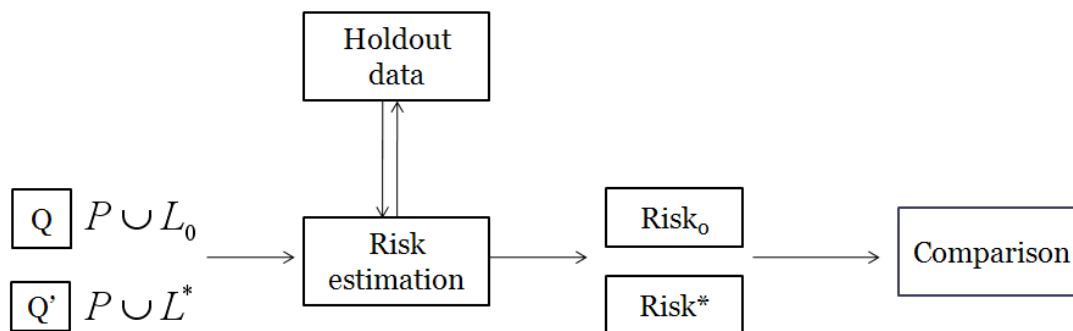 Holdout
data
Q P ∪ L₀
Q' P ∪ L*
Risk
estimation
Riskₒ
Risk*
Comparison